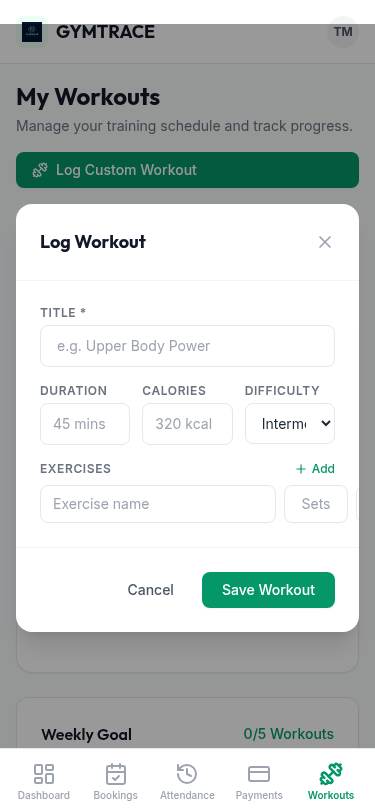 GYMTRACE
TM
My Workouts
Manage your training schedule and track progress.
Log Custom Workout
Log Workout
TITLE *
e.g. Upper Body Power
DURATION CALORIES DIFFICULTY
45 mins 320 kcal Interme
EXERCISES + Add
Exercise name Sets
Cancel Save Workout
Weekly Goal 0/5 Workouts
Dashboard Bookings Attendance Payments Workouts